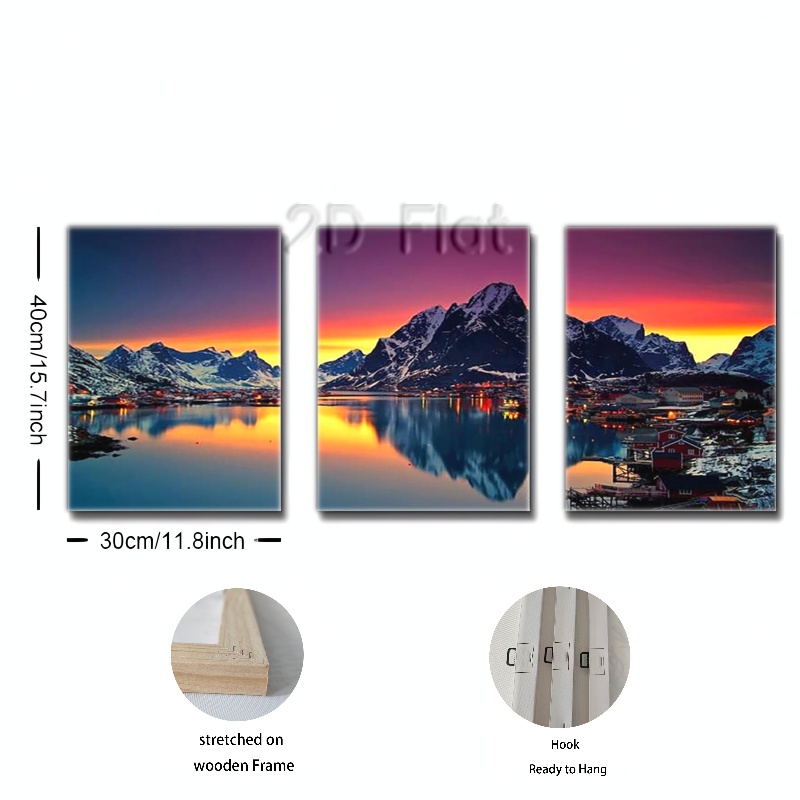 2D Flat
40cm/15.7inch
30cm/11.8inch
stretched on
wooden Frame
Hook
Ready to Hang